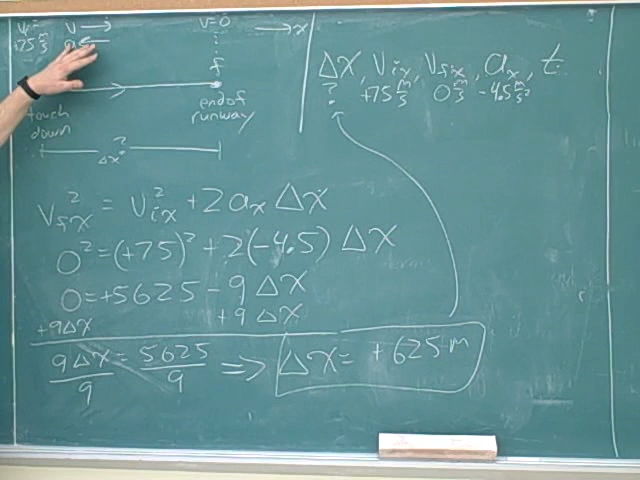 V=0
→x
+75 m/s
i
f
touch
down
end of
runway
?
Δx
Δx, Vix, Vfx, ax, t
? +75 m/s 0 m/s -4.5 m/s²
Vfx² = Vix² + 2ax Δx
0² = (+75)² + 2(-4.5) Δx
0 = +5625 - 9Δx
+9Δx +9Δx
9Δx/9 = 5625/9 ⇒ Δx = +625 m